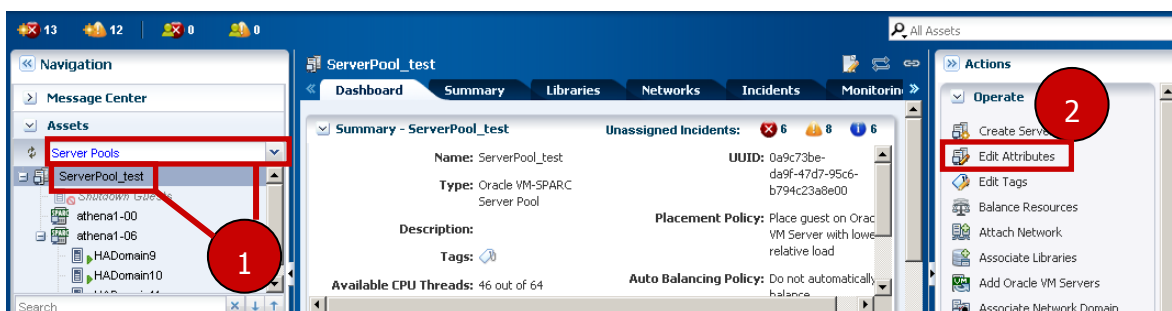 13 12 0 0
All Assets
Navigation
Message Center
Assets
Server Pools
ServerPool_test
Shutdown Guests
athena1-00
athena1-06
HADomain9
HADomain10
Search
1
ServerPool_test
Dashboard Summary Libraries Networks Incidents
Summary - ServerPool_test Unassigned Incidents: 6 8 6
Name: ServerPool_test
Type: Oracle VM-SPARC
Server Pool
Description:
Tags:
Available CPU Threads: 46 out of 64
UUID: 0a9c73be-
da9f-47d7-95c6-
b794c23a8e00
Placement Policy: Place guest on
VM Server with
relative load
Auto Balancing Policy: Do not automatically
balance
Actions
Operate
2
Create
Edit Attributes
Edit Tags
Balance Resources
Attach Network
Associate Libraries
Add Oracle VM Servers
Associate Network Domain